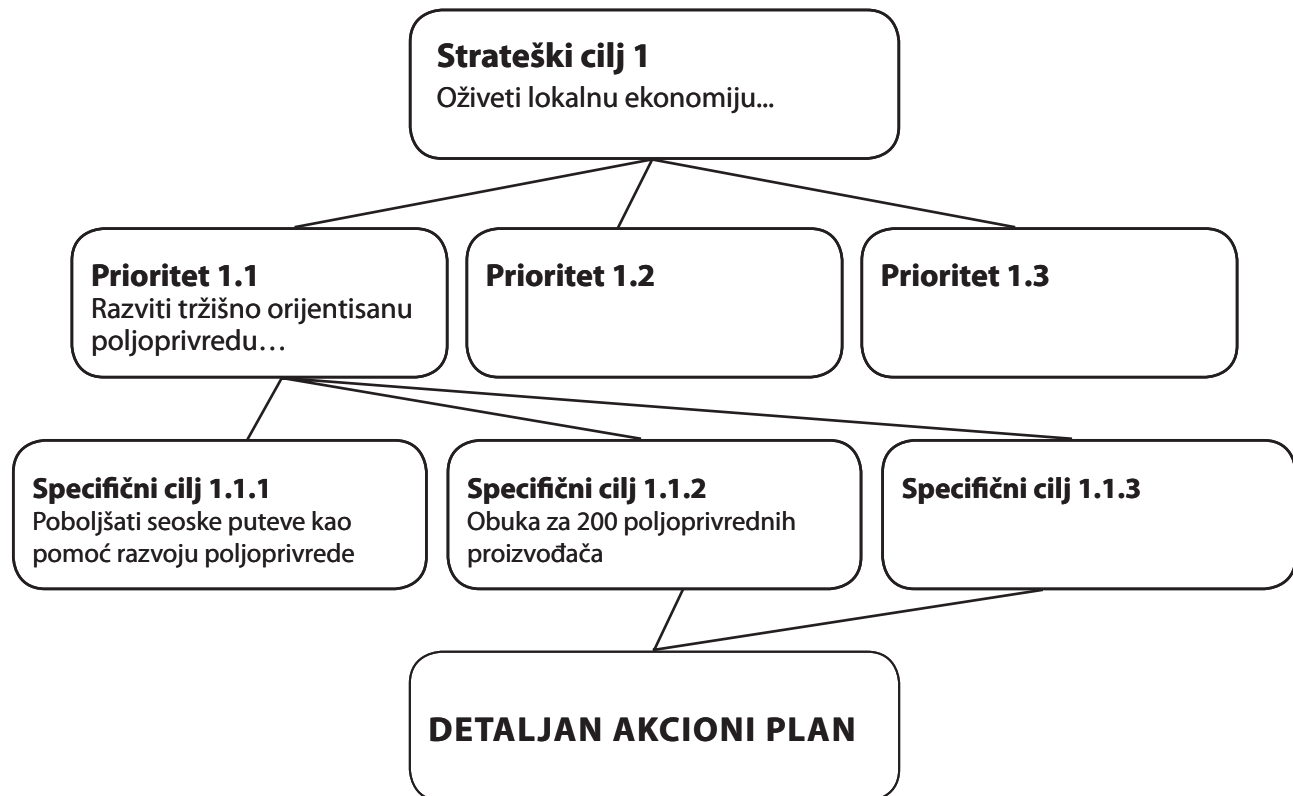 Strateški cilj 1
Oživeti lokalnu ekonomiju...
Prioritet 1.1
Razviti tržišno orijentisanu
poljoprivredu…
Prioritet 1.2
Prioritet 1.3
Specifični cilj 1.1.1
Poboljšati seoske puteve kao
pomoć razvoju poljoprivrede
Specifični cilj 1.1.2
Obuka za 200 poljoprivrednih
proizvođača
Specifični cilj 1.1.3
DETALJAN AKCIONI PLAN